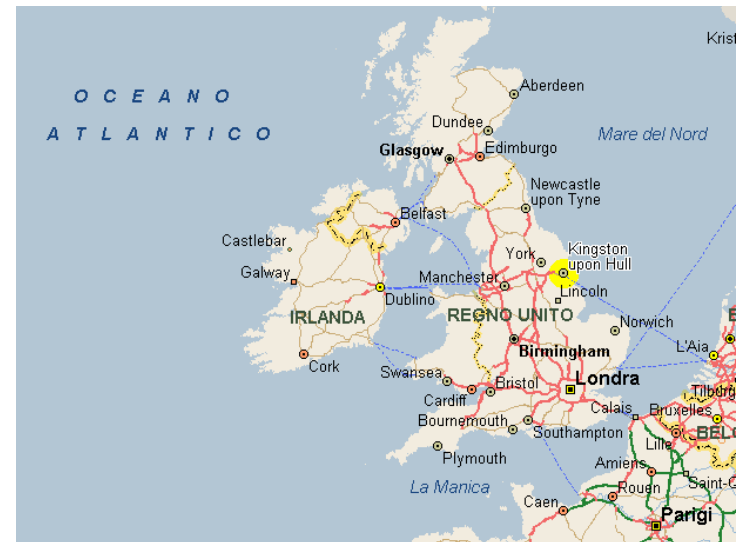 Krist
Aberdeen
OCEANO
ATLANTICO
Dundee
Mare del Nord
Glasgow
Edimburgo
Newcastle
upon Tyne
Belfast
Castlebar
York
Kingston
upon Hull
Galway
Manchester
Dublino
Lincoln
IRLANDA
REGNO UNITO
Norwich
Birmingham
L'Aia
Cork
Swansea
Londra
Cardiff
Bristol
Tilburg
Calais
Bruxelles
Bournemouth
Southampton
BELG
Lille
Plymouth
Amiens
Saint-Q
La Manica
Rouen
Caen
Parigi